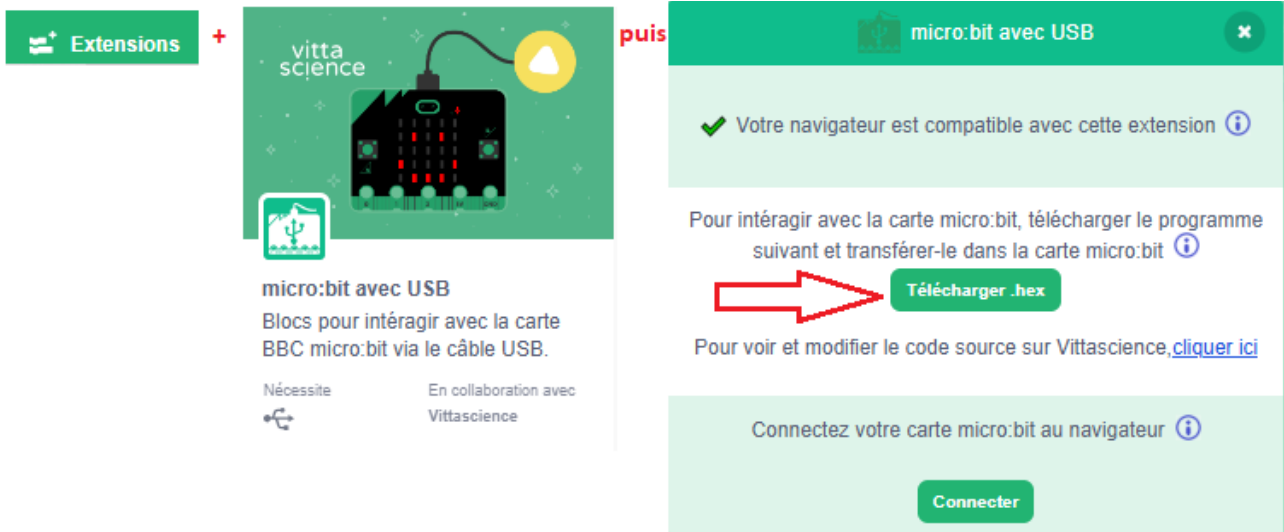 Extensions
+
vitta
science
micro:bit avec USB
Blocs pour intéragir avec la carte
BBC micro:bit via le câble USB.
Nécessite
En collaboration avec
Vittascience
puis
micro:bit avec USB
Votre navigateur est compatible avec cette extension
Pour intéragir avec la carte micro:bit, télécharger le programme
suivant et transférer-le dans la carte micro:bit
Télécharger .hex
Pour voir et modifier le code source sur Vittascience,cliquer ici
Connectez votre carte micro:bit au navigateur
Connecter